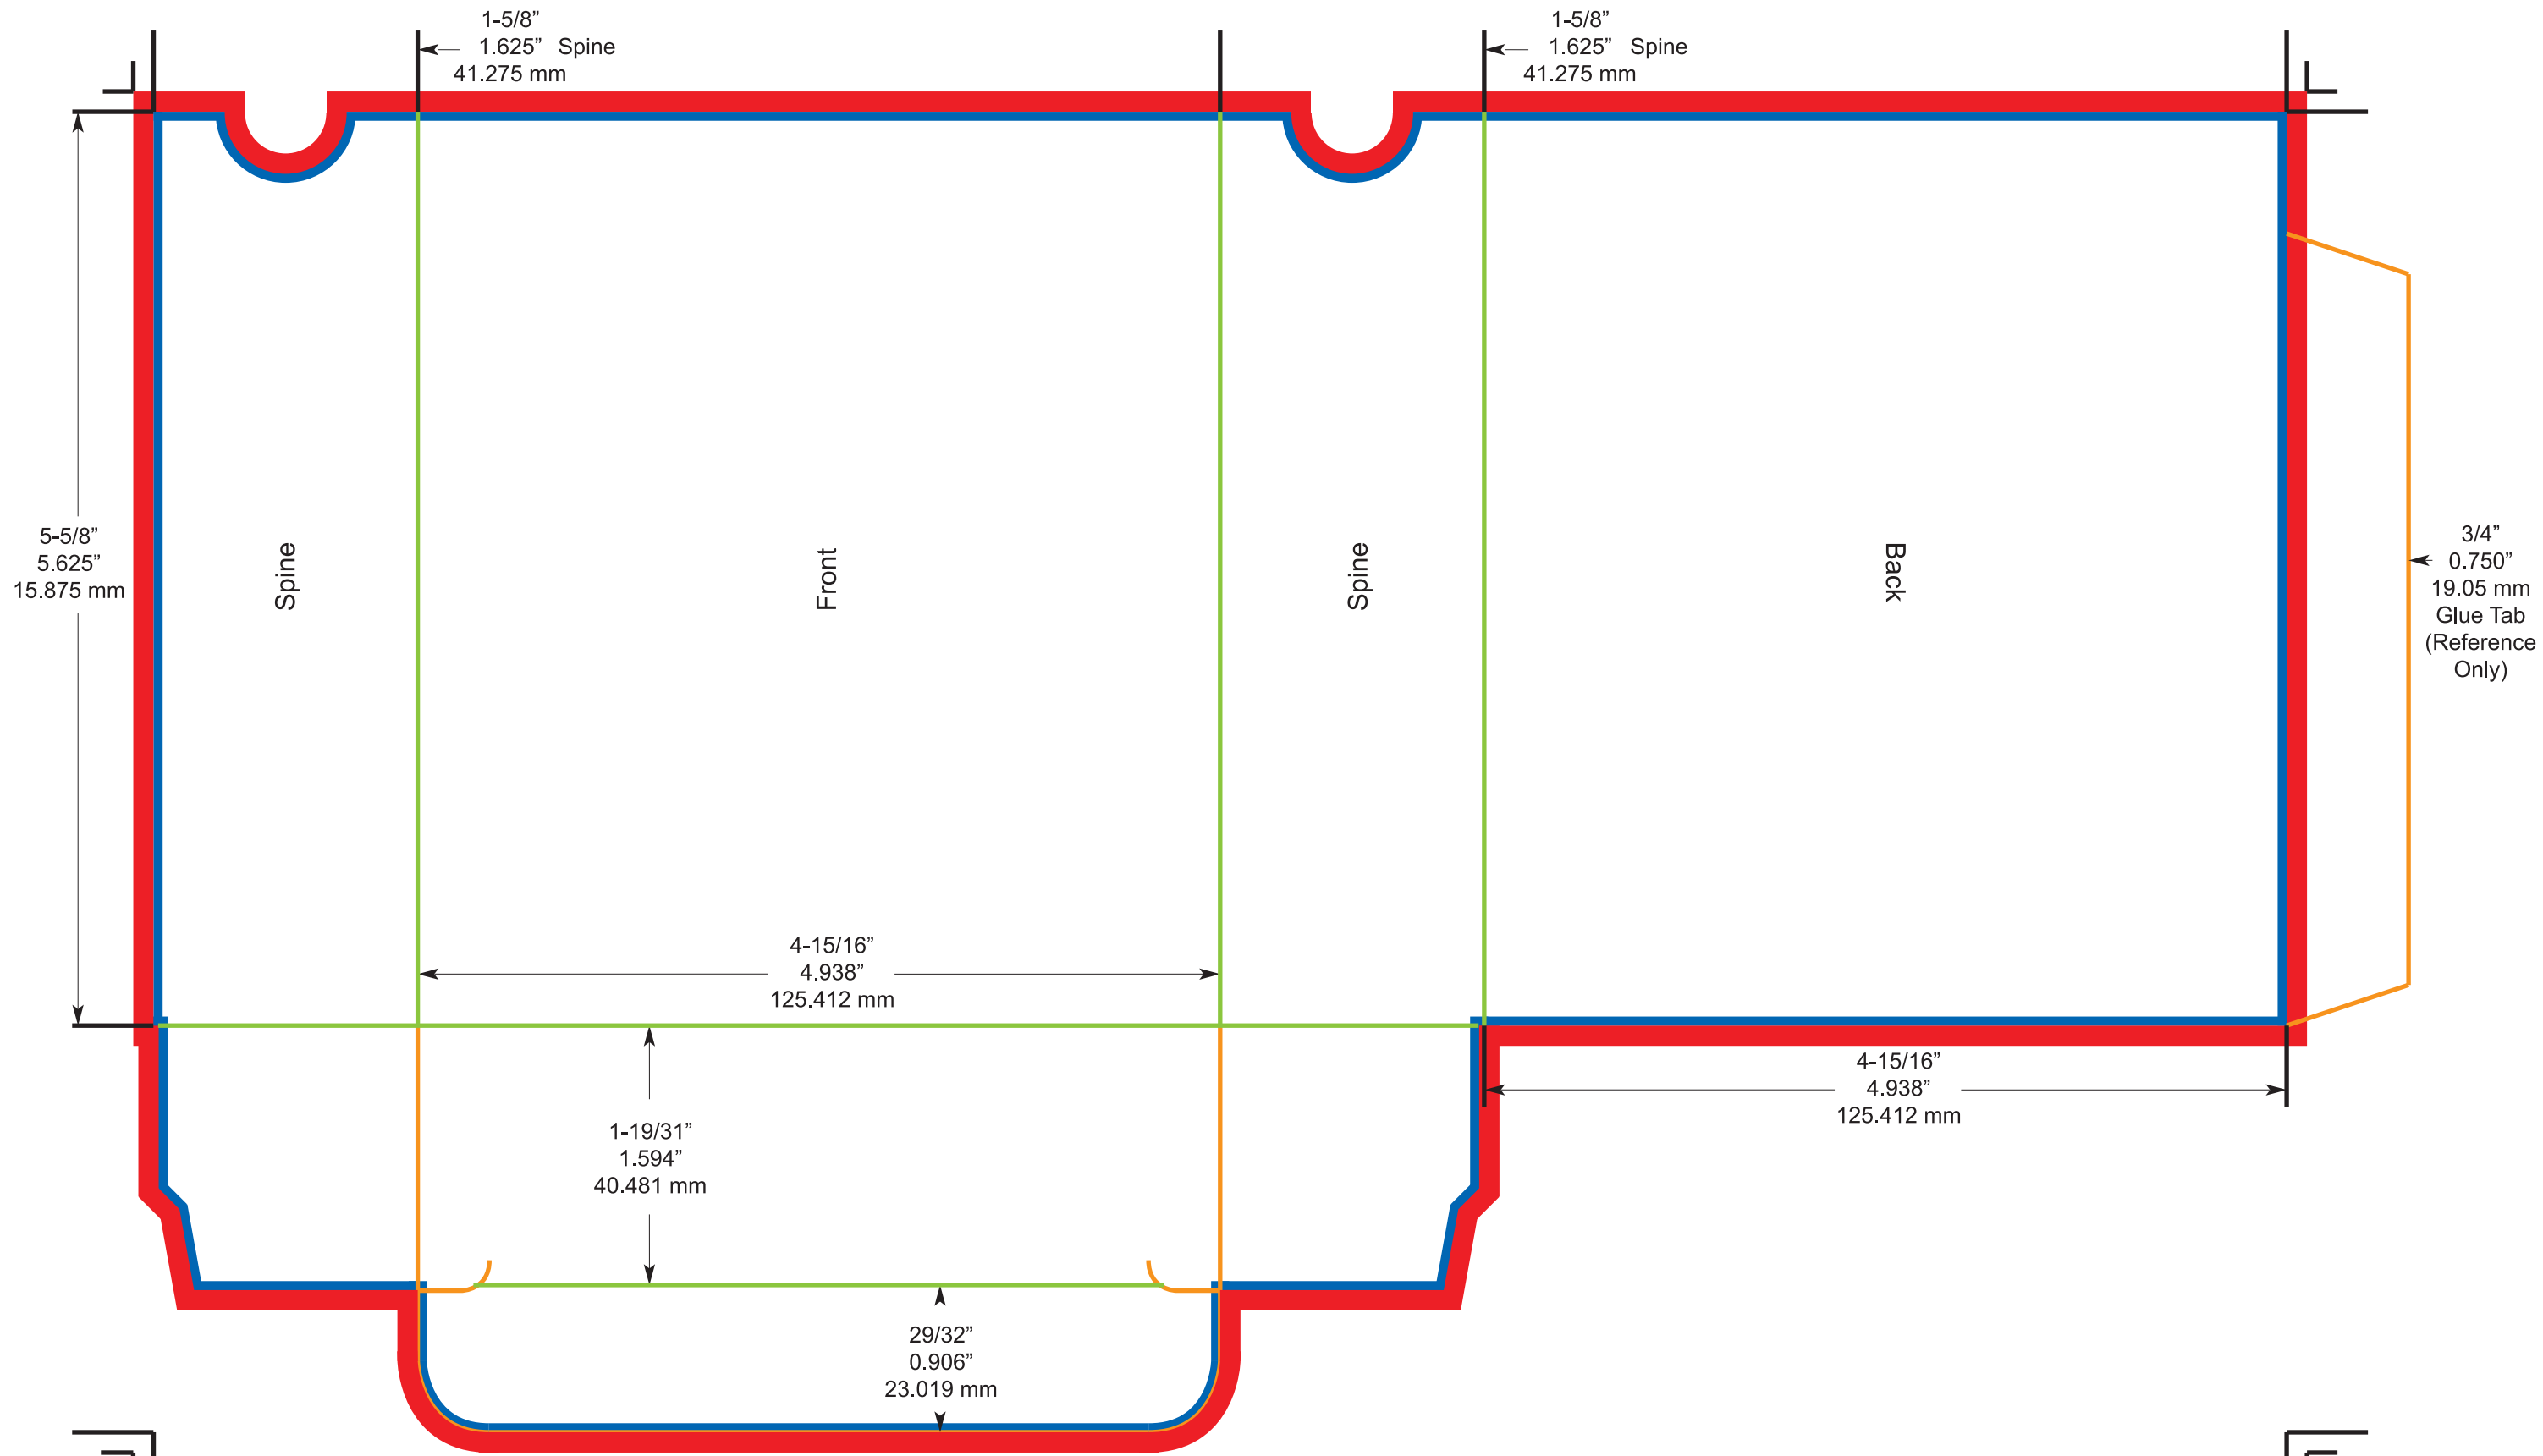 1-5/8”
1.625” Spine
41.275 mm
1-5/8”
1.625” Spine
41.275 mm
5-5/8”
5.625”
15.875 mm
Spine
Front
Spine
Back
3/4”
0.750”
19.05 mm
Glue Tab
(Reference
Only)
4-15/16”
4.938”
125.412 mm
4-15/16”
4.938”
125.412 mm
1-19/31”
1.594”
40.481 mm
29/32”
0.906”
23.019 mm